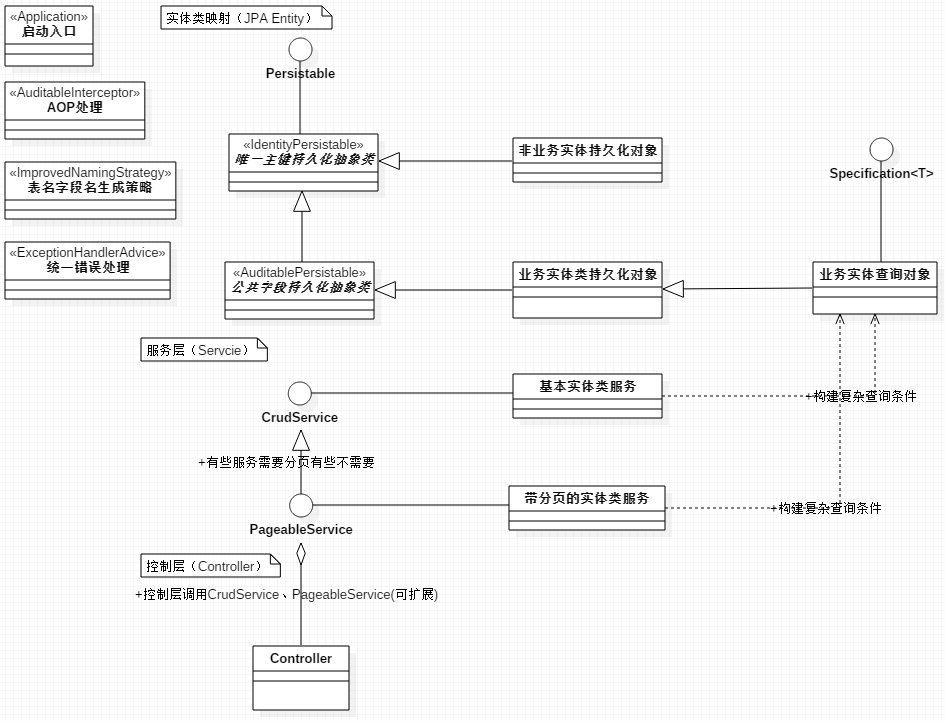 «Application»
启动入口
实体类映射（JPA Entity）
Persistable
«AuditableInterceptor»
AOP处理
«IdentityPersistable»
唯一主键持久化抽象类
非业务实体持久化对象
Specification<T>
«ImprovedNamingStrategy»
表名字段名生成策略
«ExceptionHandlerAdvice»
统一错误处理
«AuditablePersistable»
公共字段持久化抽象类
业务实体类持久化对象
业务实体查询对象
服务层（Servcie）
CrudService
基本实体类服务
+构建复杂查询条件
+有些服务需要分页有些不需要
PageableService
带分页的实体类服务
+构建复杂查询条件
控制层（Controller）
+控制层调用CrudService、PageableService(可扩展)
Controller